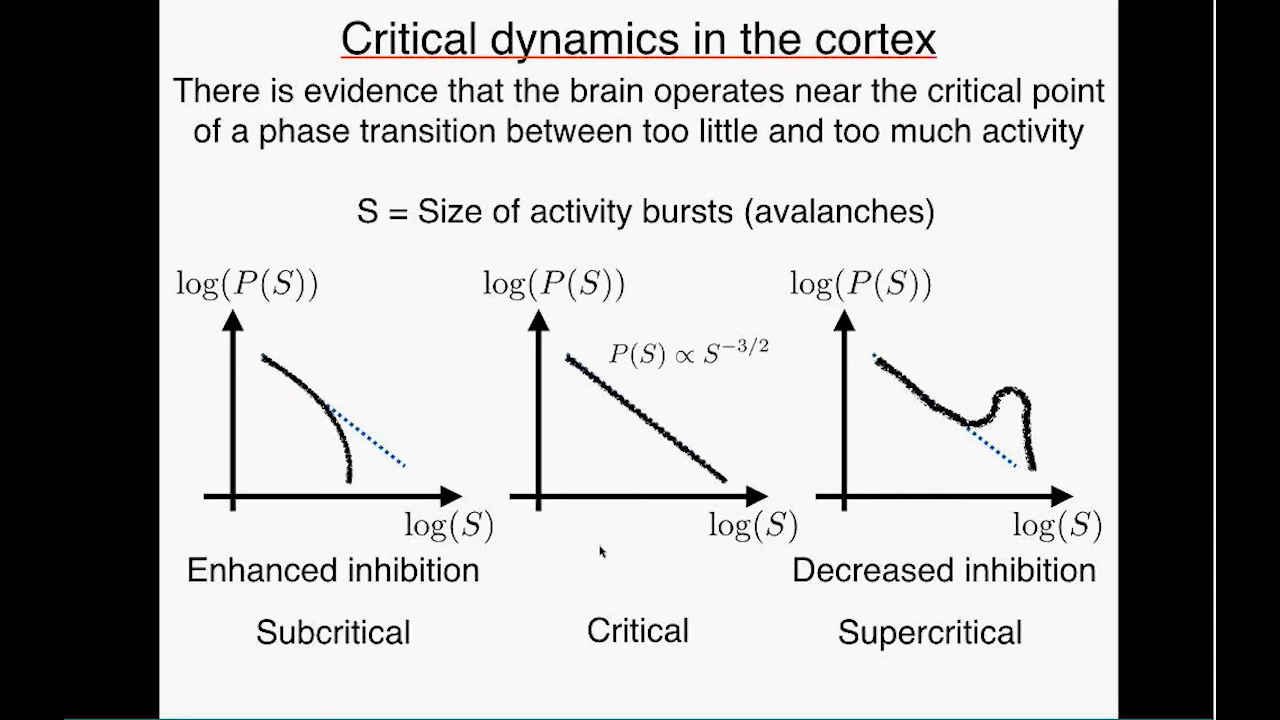 Critical dynamics in the cortex
There is evidence that the brain operates near the critical point
of a phase transition between too little and too much activity
S = Size of activity bursts (avalanches)
log(P(S)) log(P(S)) log(P(S))
P(S) ∝ S^{-3/2}
log(S) log(S) log(S)
Enhanced inhibition Decreased inhibition
Subcritical Critical Supercritical